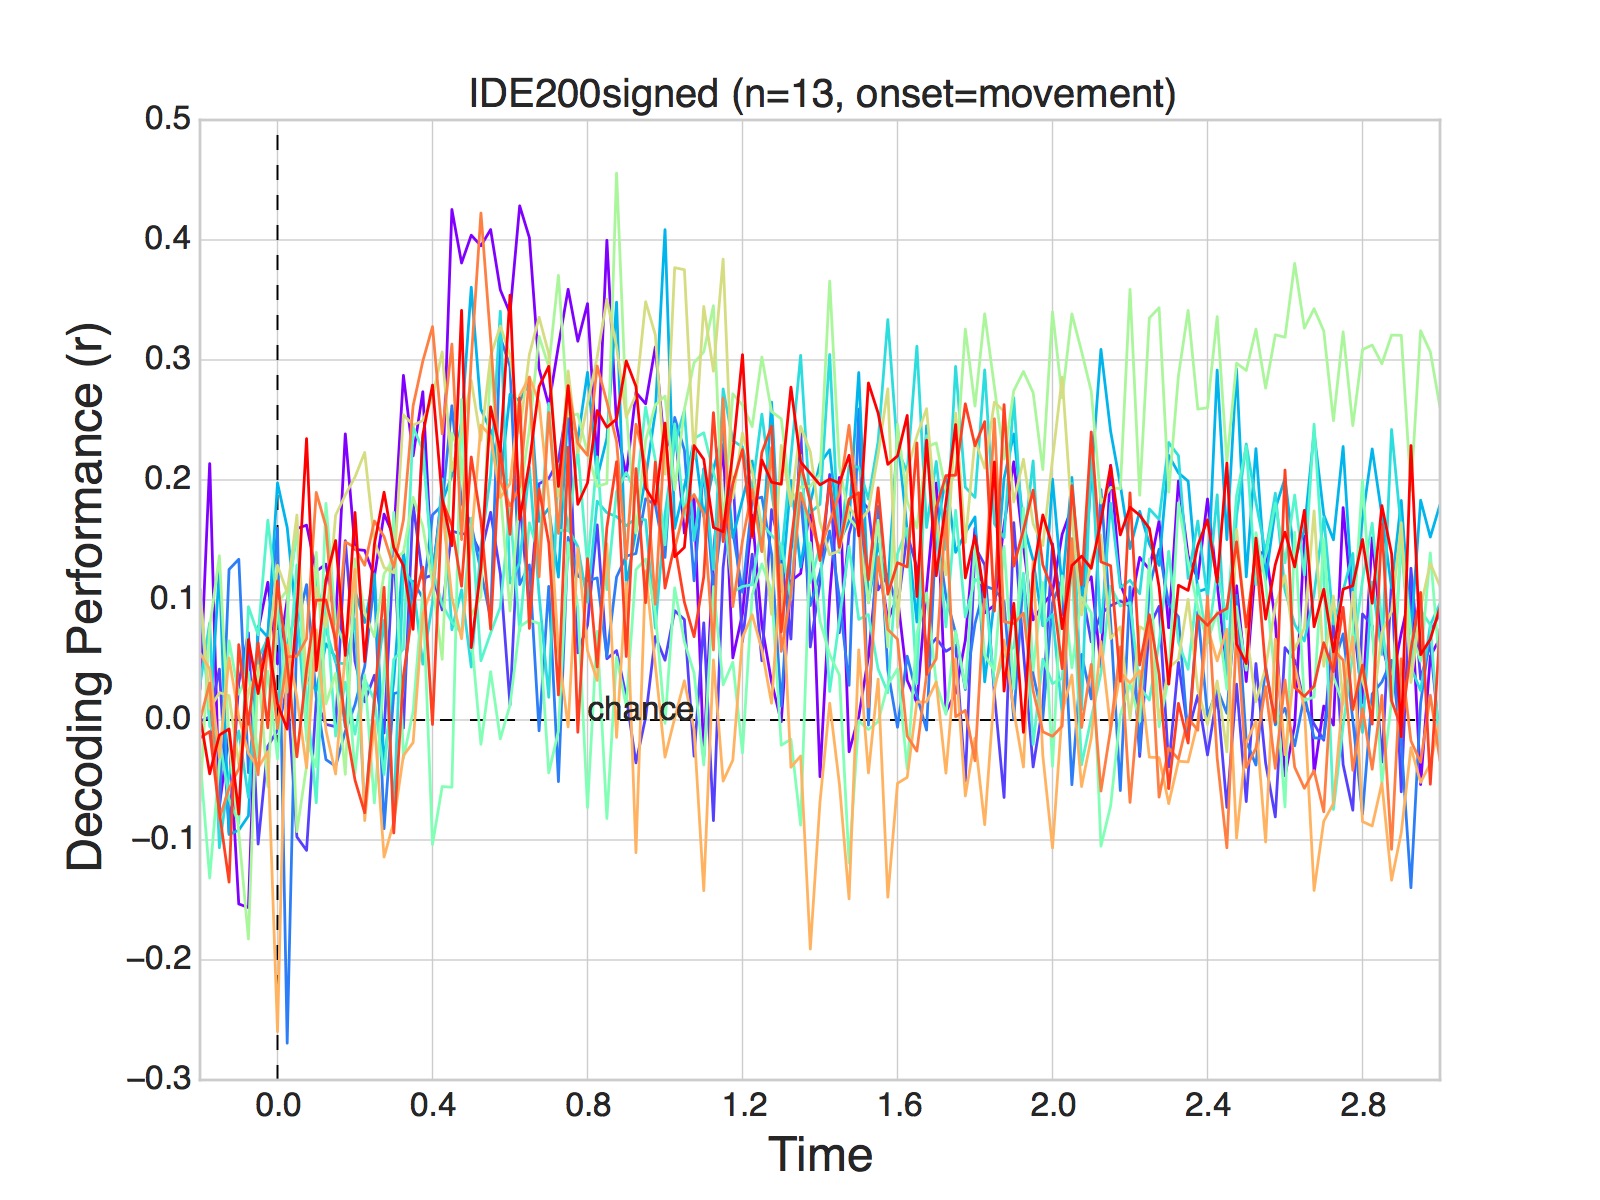 IDE200signed (n=13, onset=movement)
0.5
0.4
0.3
0.2
0.1
0.0
−0.1
−0.2
−0.3
Decoding Performance (r)
chance
0.0 0.4 0.8 1.2 1.6 2.0 2.4 2.8
Time